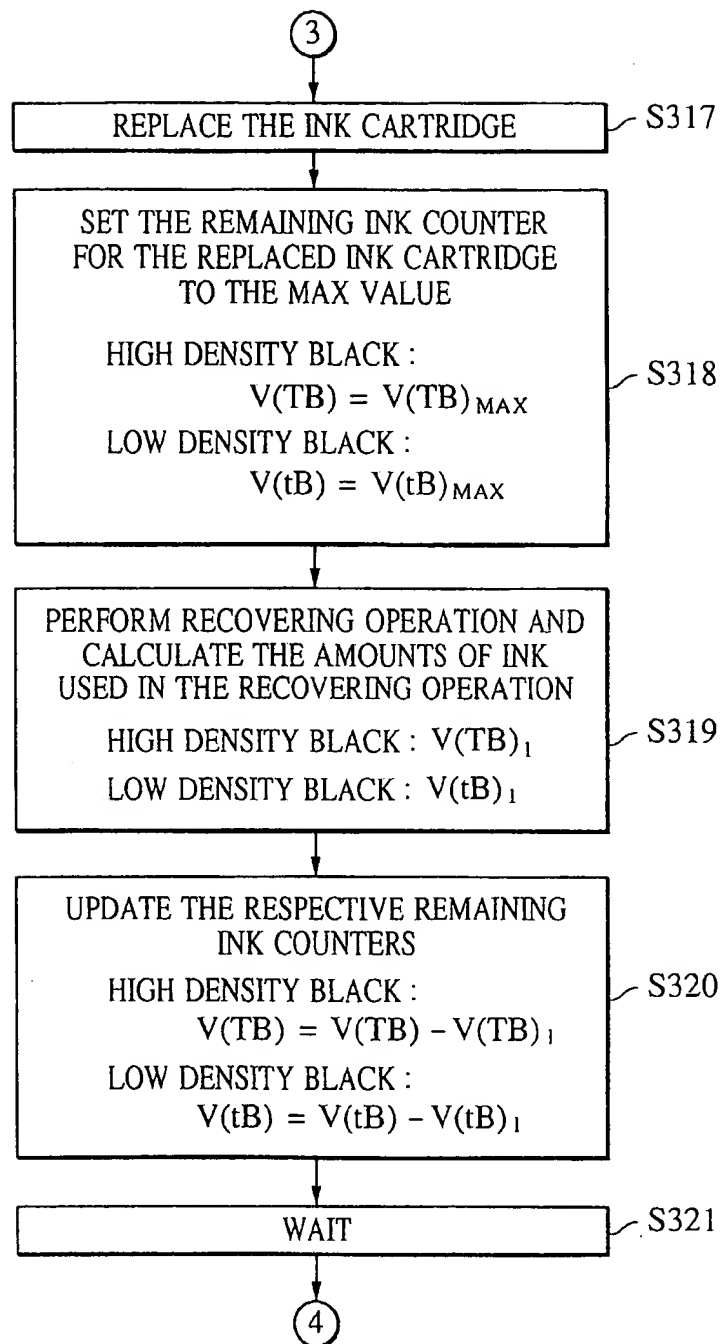 3
REPLACE THE INK CARTRIDGE
S317
SET THE REMAINING INK COUNTER
FOR THE REPLACED INK CARTRIDGE
TO THE MAX VALUE
HIGH DENSITY BLACK :
V(TB) = V(TB) MAX
LOW DENSITY BLACK :
V(tB) = V(tB) MAX
S318
PERFORM RECOVERING OPERATION AND
CALCULATE THE AMOUNTS OF INK
USED IN THE RECOVERING OPERATION
HIGH DENSITY BLACK : V(TB) 1
LOW DENSITY BLACK : V(tB) 1
S319
UPDATE THE RESPECTIVE REMAINING
INK COUNTERS
HIGH DENSITY BLACK :
V(TB) = V(TB) – V(TB) 1
LOW DENSITY BLACK :
V(tB) = V(tB) – V(tB) 1
S320
WAIT
S321
4